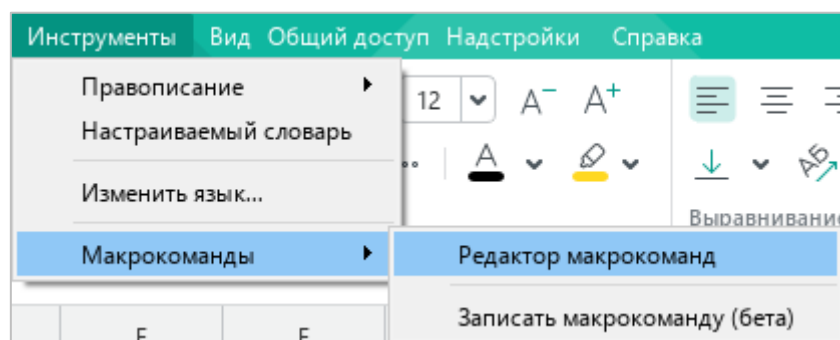 Инструменты Вид Общий доступ Надстройки Справка
Правописание
12 A− A+
Настраиваемый словарь
A
АБ
Изменить язык...
Выравнивание
Макрокоманды
Редактор макрокоманд
Записать макрокоманду (бета)